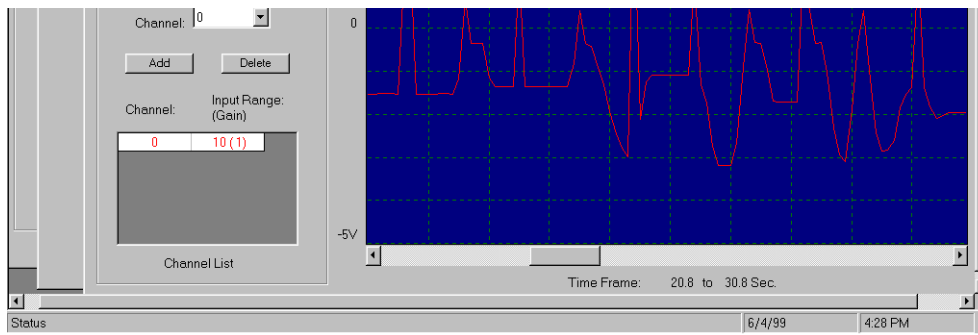 Channel: 0
Add Delete
Channel: Input Range:
(Gain)
0 10 (1)
Channel List
0
-5V
Time Frame: 20.8 to 30.8 Sec.
Status 6/4/99 4:28 PM